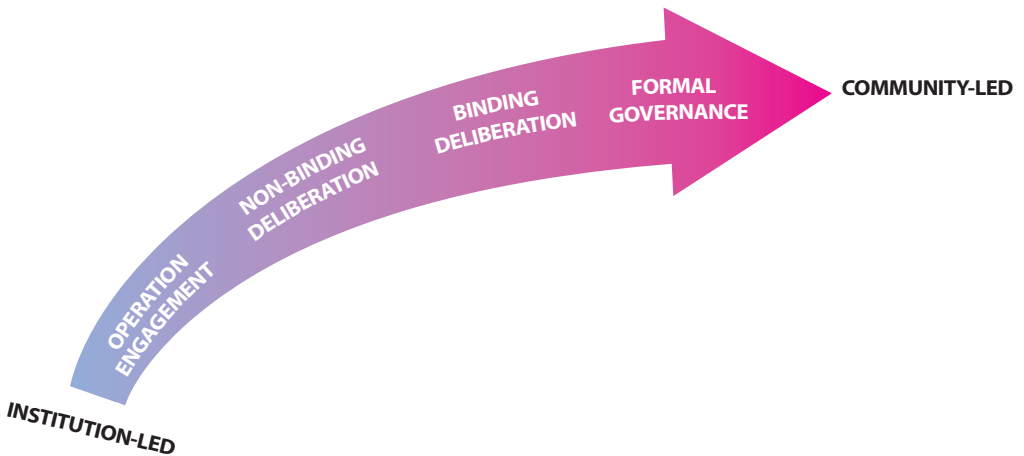 INSTITUTION-LED
OPERATION
ENGAGEMENT
NON-BINDING
DELIBERATION
BINDING
DELIBERATION
FORMAL
GOVERNANCE
COMMUNITY-LED